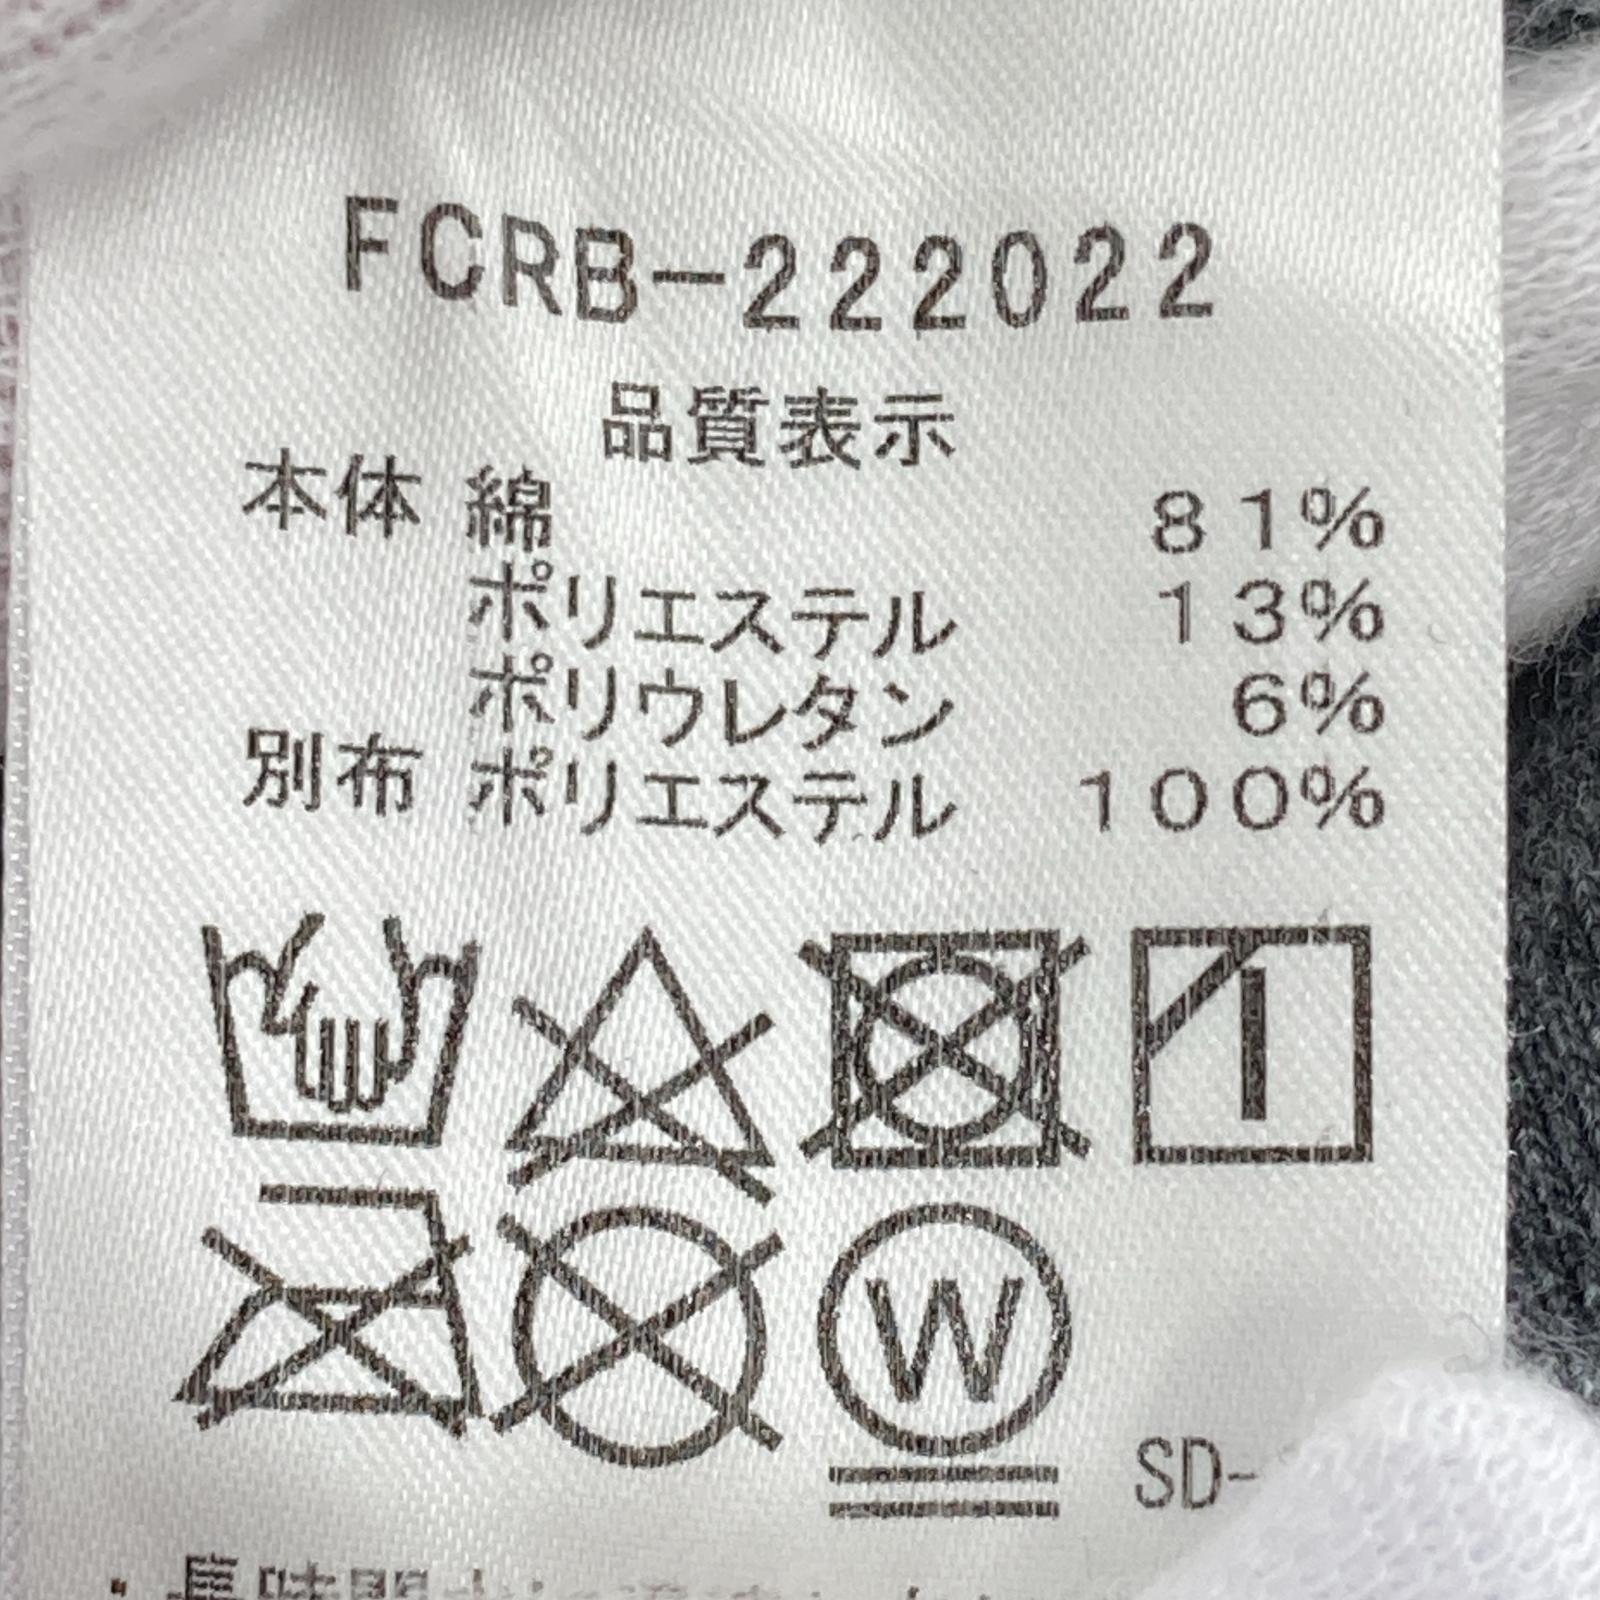 FCRB-222022
品質表示
本体 綿 81%
ポリエステル 13%
ポリウレタン 6%
別布 ポリエステル 100%
W
SD-